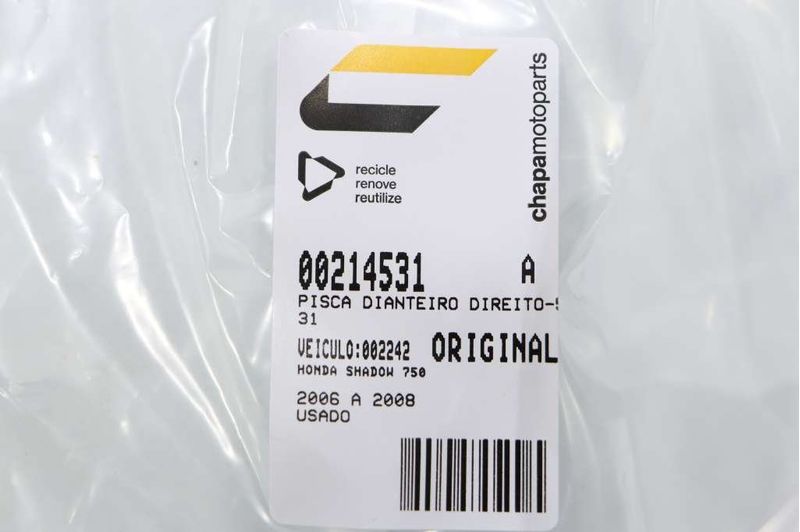 recicle
renove
reutilize
chapamotoparts
00214531 A
PISCA DIANTEIRO DIREITO-
31
VEICULO:002242 ORIGINAL
HONDA SHADOW 750
2006 A 2008
USADO